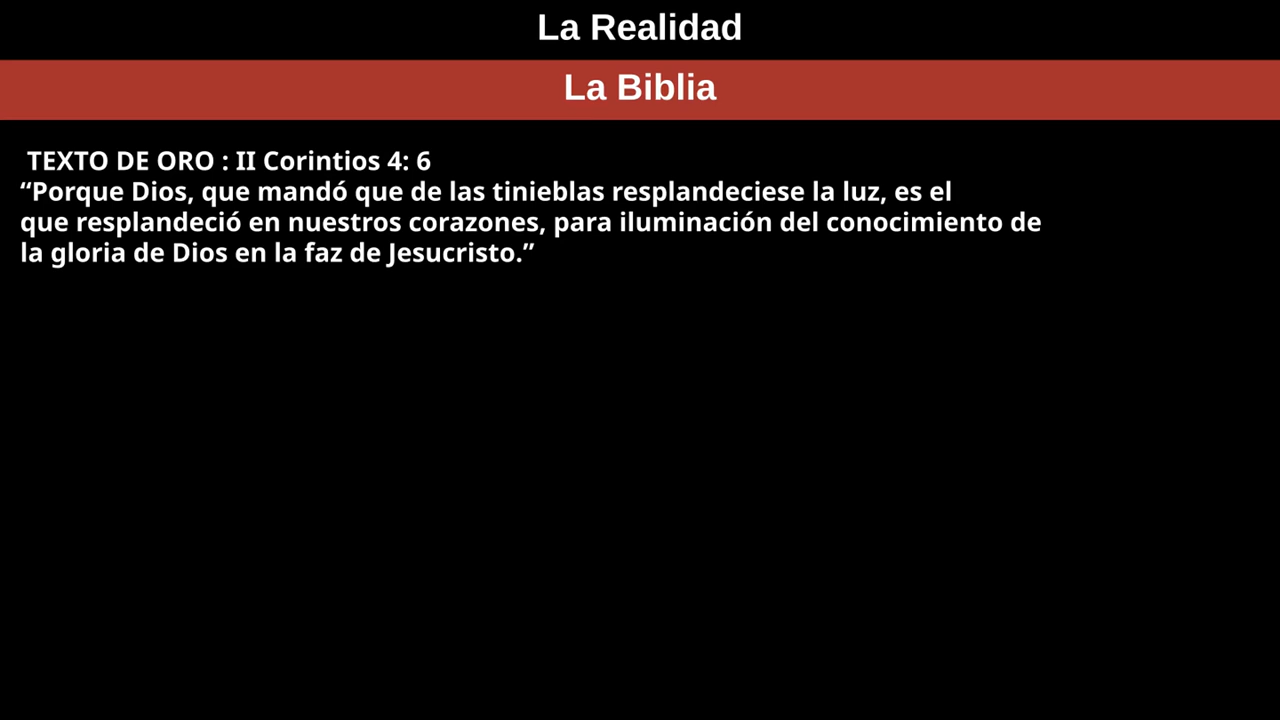 La Realidad
La Biblia
TEXTO DE ORO : II Corintios 4: 6
“Porque Dios, que mandó que de las tinieblas resplandeciese la luz, es el
que resplandeció en nuestros corazones, para iluminación del conocimiento de
la gloria de Dios en la faz de Jesucristo.”